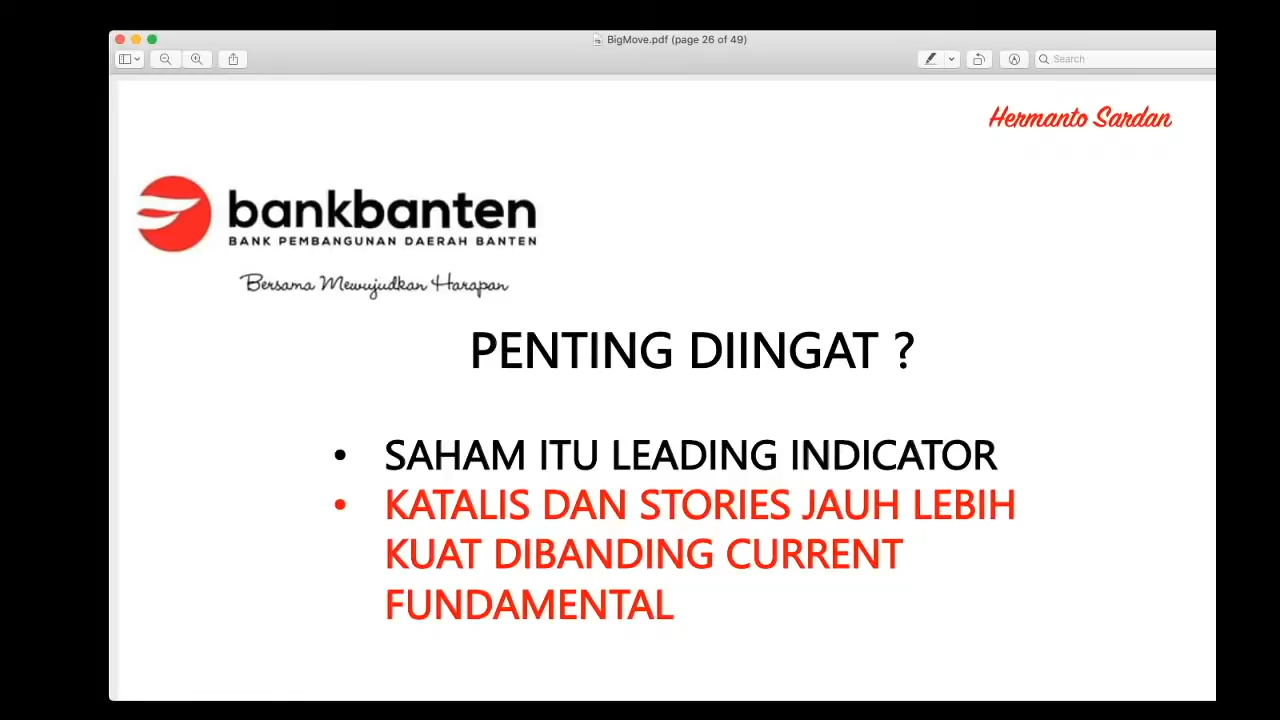 BigMove.pdf (page 26 of 49)
Search
Hermanto Sardan
bankbanten
BANK PEMBANGUNAN DAERAH BANTEN
Bersama Mewujudkan Harapan
PENTING DIINGAT ?
• SAHAM ITU LEADING INDICATOR
• KATALIS DAN STORIES JAUH LEBIH
KUAT DIBANDING CURRENT
FUNDAMENTAL